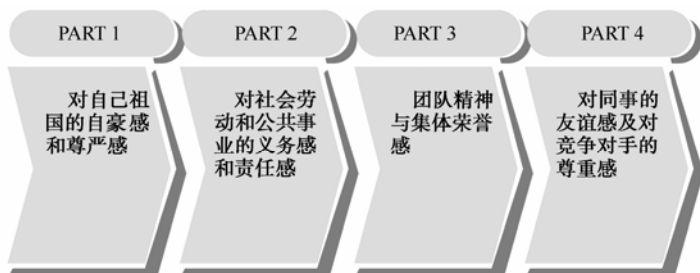 PART 1
对自己祖
国的自豪感
和尊严感
PART 2
对社会劳
动和公共事
业的义务感
和责任感
PART 3
团队精神
与集体荣誉
感
PART 4
对同事的
友谊感及对
竞争对手的
尊重感